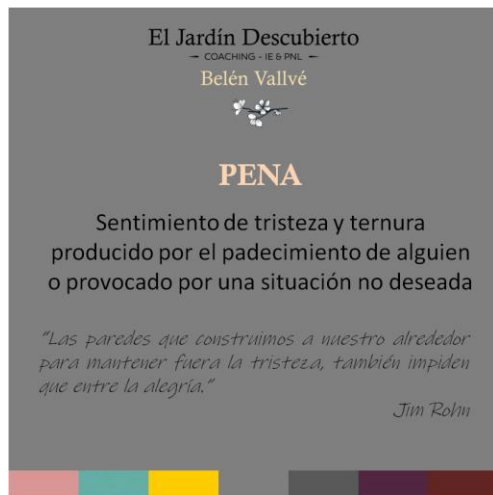 El Jardín Descubierto
COACHING - IE & PNL
Belén Vallvé
PENA
Sentimiento de tristeza y ternura
producido por el padecimiento de alguien
o provocado por una situación no deseada
"Las paredes que construimos a nuestro alrededor
para mantener fuera la tristeza, también impiden
que entre la alegría."
Jim Rohn